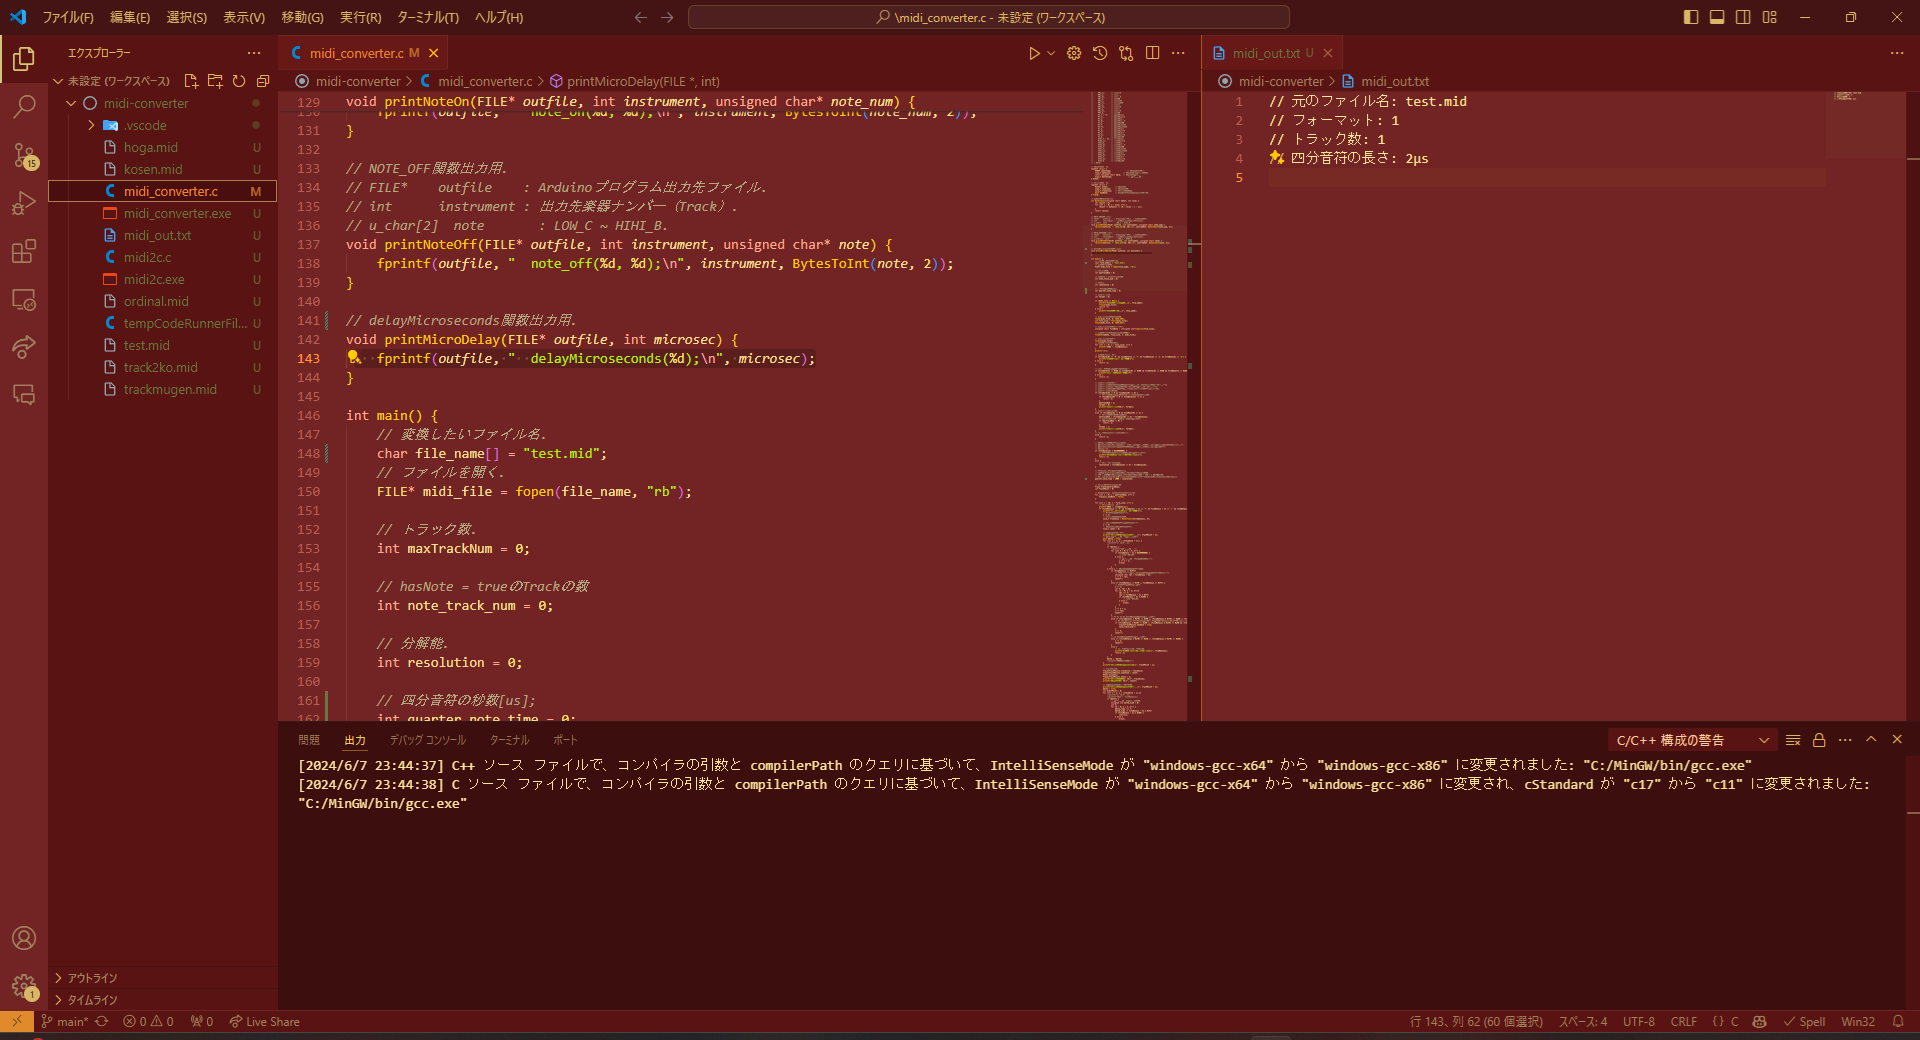 ファイル(F) 編集(E) 選択(S) 表示(V) 移動(G) 実行(R) ターミナル(T) ヘルプ(H)
\midi_converter.c - 未設定 (ワークスペース)
エクスプローラー
未設定 (ワークスペース)
midi-converter
.vscode
hoga.mid U
kosen.mid U
midi_converter.c M
midi_converter.exe U
midi_out.txt U
midi2c.c U
midi2c.exe U
ordinal.mid U
tempCodeRunnerFil... U
test.mid U
track2ko.mid U
trackmugen.mid U
アウトライン
タイムライン
15
1
midi_converter.c M
midi-converter > midi_converter.c > printMicroDelay(FILE *, int)
129 void printNoteOn(FILE* outfile, int instrument, unsigned char* note_num) {
130 fprintf(outfile, "  note_on(%d, %d);\n", instrument, BytesToInt(note_num, 2));
131 }
132
133 // NOTE_OFF関数出力用.
134 // FILE*    outfile    : Arduinoプログラム出力先ファイル.
135 // int      instrument : 出力先楽器ナンバー（Track）.
136 // u_char[2]  note       : LOW_C ~ HIHI_B.
137 void printNoteOff(FILE* outfile, int instrument, unsigned char* note) {
138     fprintf(outfile, "  note_off(%d, %d);\n", instrument, BytesToInt(note, 2));
139 }
140
141 // delayMicroseconds関数出力用.
142 void printMicroDelay(FILE* outfile, int microsec) {
143     fprintf(outfile, "  delayMicroseconds(%d);\n", microsec);
144 }
145
146 int main() {
147     // 変換したいファイル名.
148     char file_name[] = "test.mid";
149     // ファイルを開く.
150     FILE* midi_file = fopen(file_name, "rb");
151
152     // トラック数.
153     int maxTrackNum = 0;
154
155     // hasNote = trueのTrackの数
156     int note_track_num = 0;
157
158     // 分解能.
159     int resolution = 0;
160
161     // 四分音符の秒数[us];
162     int quarter_note_time = 0;
midi_out.txt U
midi-converter > midi_out.txt
1 // 元のファイル名: test.mid
2 // フォーマット: 1
3 // トラック数: 1
4 四分音符の長さ: 2μs
5
問題 出力 デバッグ コンソール ターミナル ポート
C/C++ 構成の警告
[2024/6/7 23:44:37] C++ ソース ファイルで、コンパイラの引数と compilerPath のクエリに基づいて、IntelliSenseMode が "windows-gcc-x64" から "windows-gcc-x86" に変更されました: "C:/MinGW/bin/gcc.exe"
[2024/6/7 23:44:38] C ソース ファイルで、コンパイラの引数と compilerPath のクエリに基づいて、IntelliSenseMode が "windows-gcc-x64" から "windows-gcc-x86" に変更され、cStandard が "c17" から "c11" に変更されました:
"C:/MinGW/bin/gcc.exe"
main* 0 0 0 Live Share
行 143、列 62 (60 個選択) スペース: 4 UTF-8 CRLF {} C Spell Win32